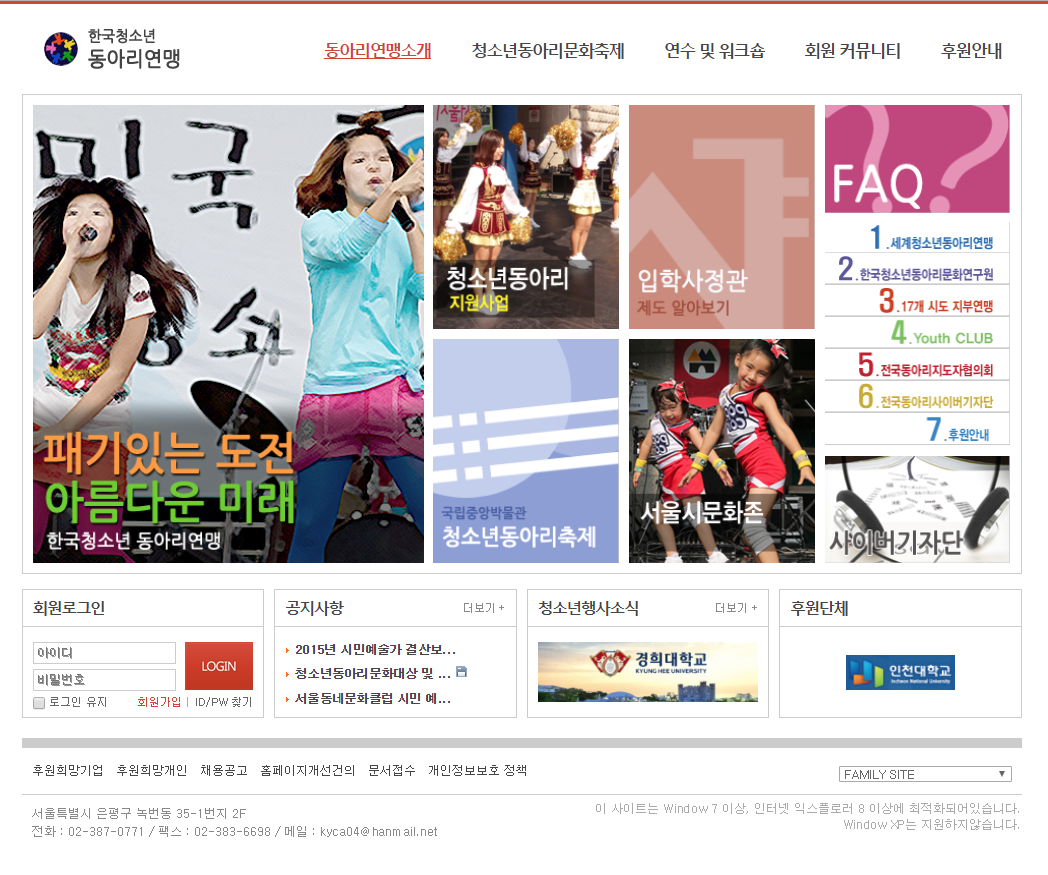 한국청소년
동아리연맹
동아리연맹소개 청소년동아리문화축제 연수 및 워크숍 회원 커뮤니티 후원안내
민국
패기있는 도전
아름다운 미래
한국청소년 동아리연맹
청소년동아리
지원사업
입학사정관
제도 알아보기
국립중앙박물관
청소년동아리축제
서울시문화존
FAQ
1.세계청소년동아리연맹
2.한국청소년동아리문화연구원
3.17개 시도 지부연맹
4.Youth CLUB
5.전국동아리지도자협의회
6.전국동아리사이버기자단
7.후원안내
사이버기자단
회원로그인
아이디
비밀번호
LOGIN
로그인 유지 회원가입 | ID/PW 찾기
공지사항 더보기 +
2015년 시민예술가 결산보...
청소년동아리문화대상 및 ...
서울동네문화클럽 시민 예...
청소년행사소식 더보기 +
경희대학교
KYUNG HEE UNIVERSITY
후원단체
인천대학교
Incheon National University
후원희망기업 후원희망개인 채용공고 홈페이지개선건의 문서접수 개인정보보호 정책
FAMILY SITE
서울특별시 은평구 녹번동 35-1번지 2F
전화 : 02-387-0771 / 팩스 : 02-383-6698 / 메일 : kyca04@hanmail.net
이 사이트는 Window 7 이상, 인터넷 익스플로러 8 이상에 최적화되어있습니다.
Window XP는 지원하지않습니다.